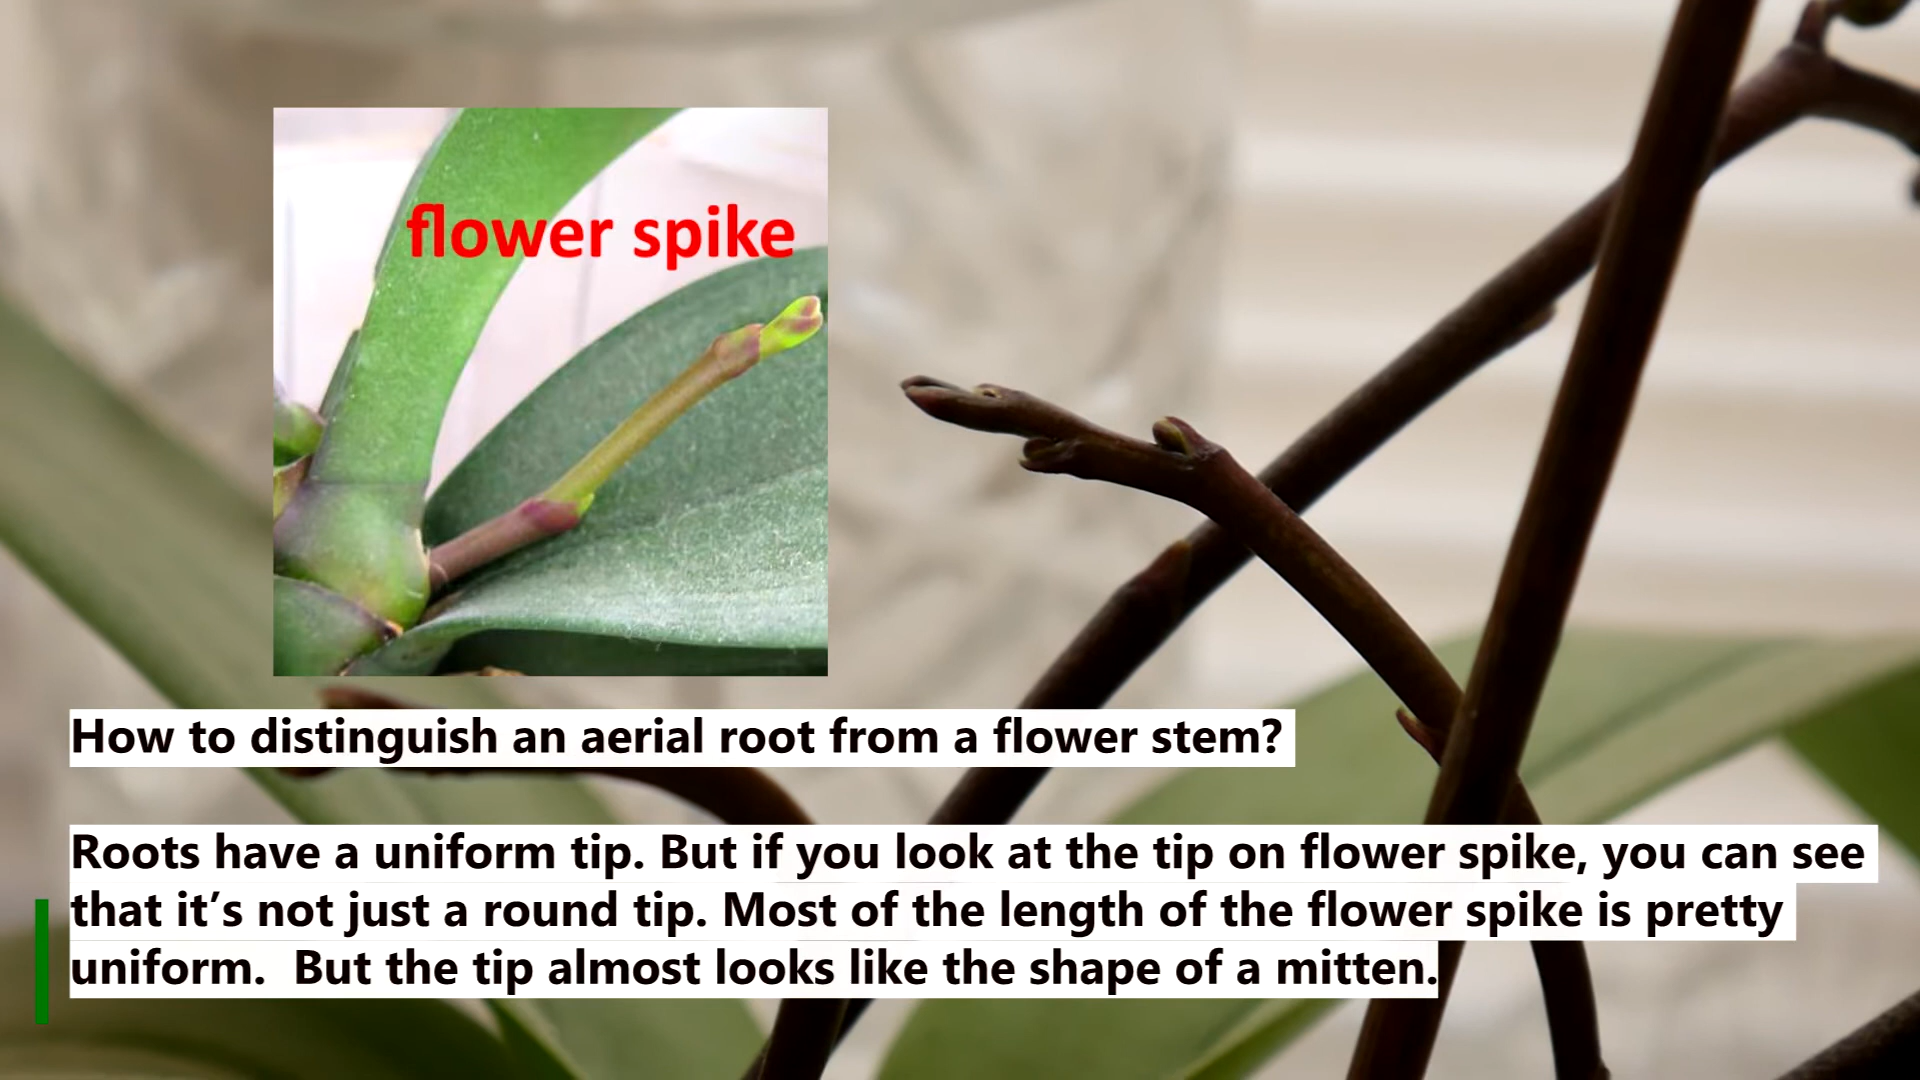 flower spike
How to distinguish an aerial root from a flower stem?
Roots have a uniform tip. But if you look at the tip on flower spike, you can see
that it’s not just a round tip. Most of the length of the flower spike is pretty
uniform.  But the tip almost looks like the shape of a mitten.